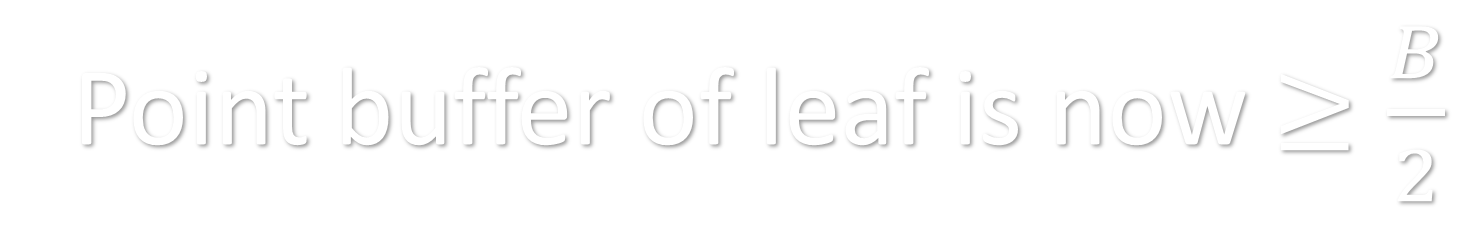 Point buffer of leaf is now ≥ B/2